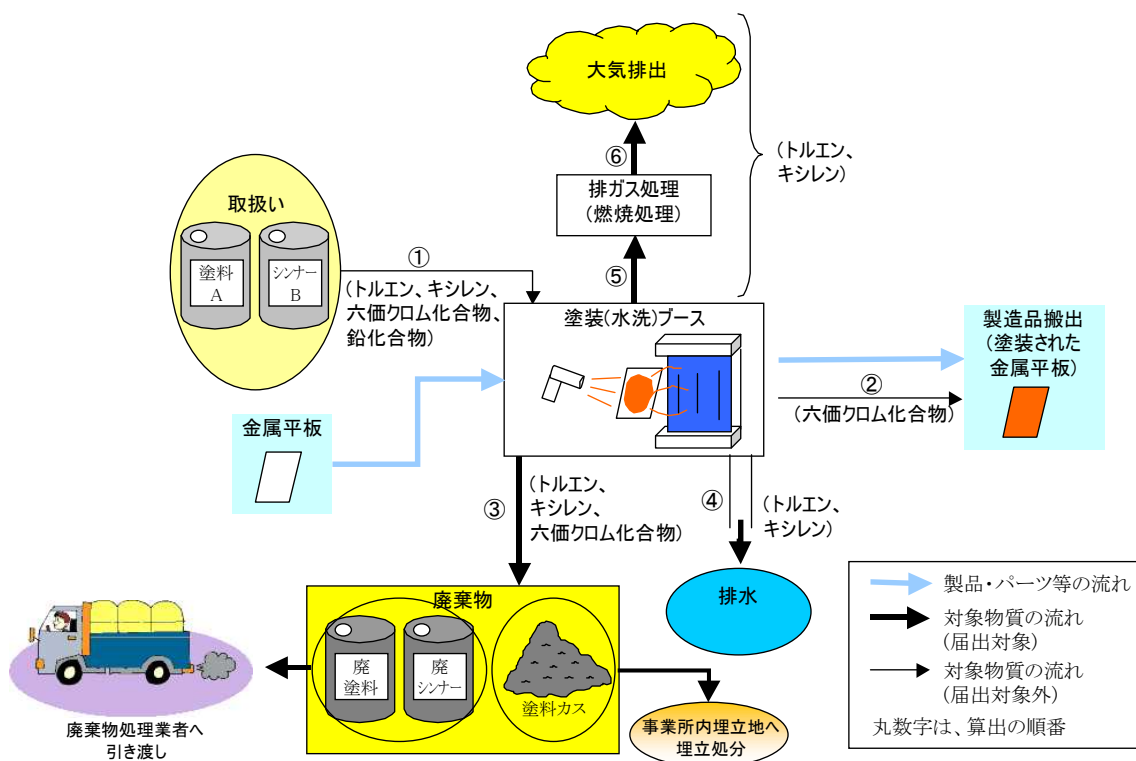 大気排出
⑥
(トルエン、
キシレン)
排ガス処理
(燃焼処理)
⑤
取扱い
塗料
A
シンナー
B
①
(トルエン、キシレン、
六価クロム化合物、
鉛化合物)
塗装(水洗)ブース
製造品搬出
(塗装された
金属平板)
②
(六価クロム化合物)
金属平板
③
(トルエン、
キシレン、
六価クロム化合物)
④
(トルエン、
キシレン)
排水
廃棄物
廃
塗料
廃
シンナー
塗料カス
廃棄物処理業者へ
引き渡し
事業所内埋立地へ
埋立処分
製品・パーツ等の流れ
対象物質の流れ
(届出対象)
対象物質の流れ
(届出対象外)
丸数字は、算出の順番